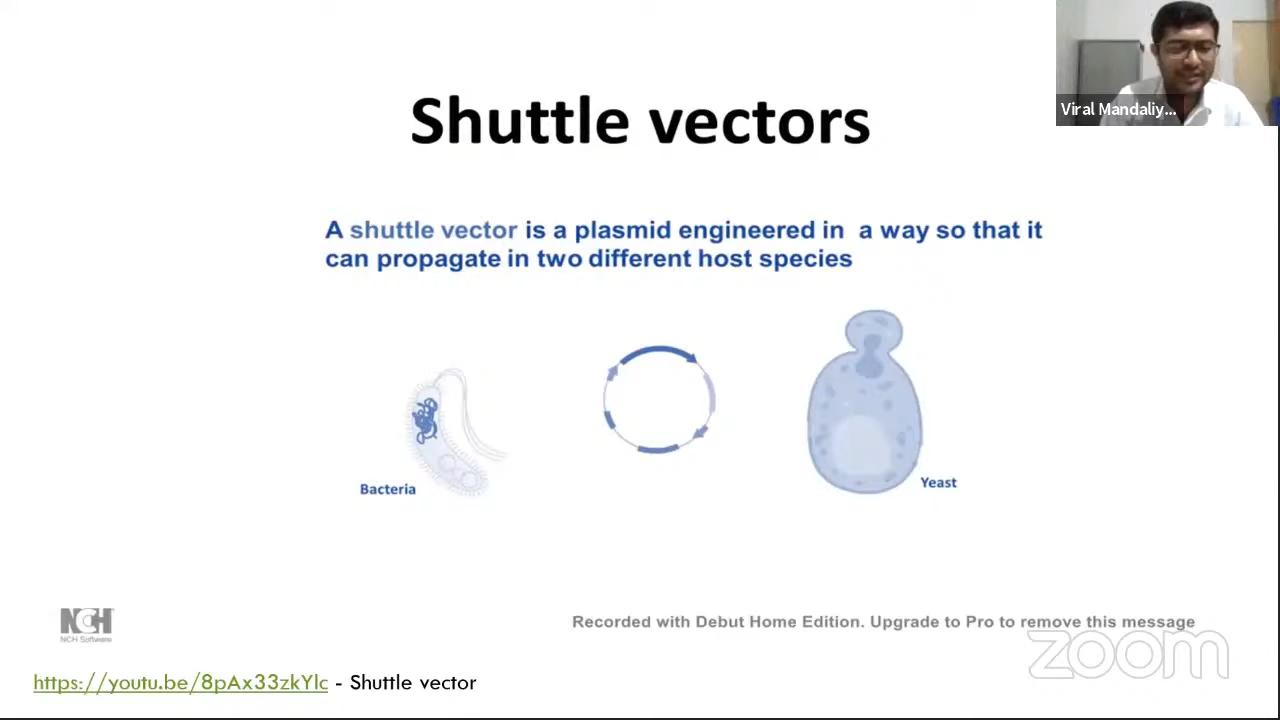 Viral Mandaliy...
Shuttle vectors
A shuttle vector is a plasmid engineered in a way so that it
can propagate in two different host species
Bacteria
Yeast
NCH
NCH Software
Recorded with Debut Home Edition. Upgrade to Pro to remove this message
zoom
https://youtu.be/8pAx33zkYlc - Shuttle vector